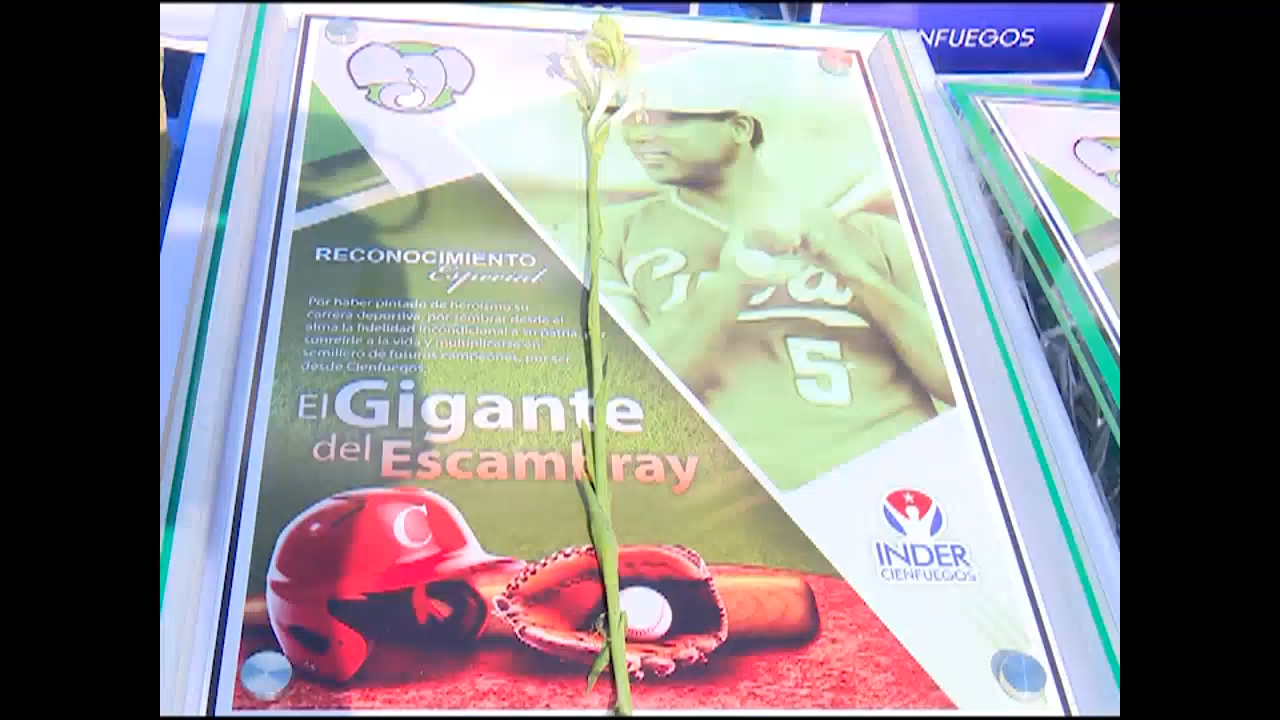 NFUEGOS
RECONOCIMIENTO
Especial
Por haber pintado de heroísmo su
carrera deportiva, por sembrar desde el
alma la fidelidad incondicional a su patria, por
sonreirle a la vida y multiplicarse en
semillero de futuros campeones, por ser
desde Cienfuegos,
El Gigante
del Escambray
Cuba
5
C
INDER
CIENFUEGOS